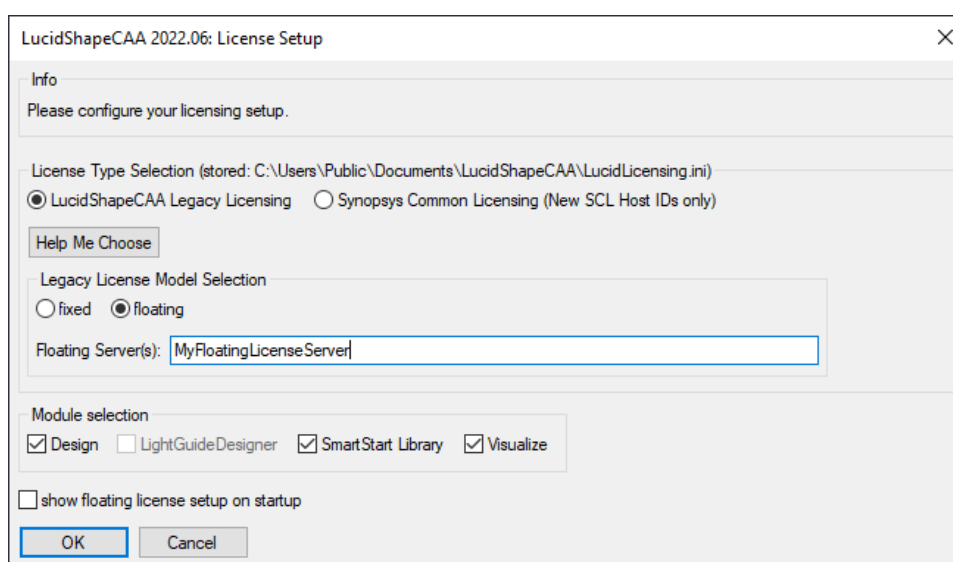 LucidShapeCAA 2022.06: License Setup
Info
Please configure your licensing setup.
License Type Selection (stored: C:\Users\Public\Documents\LucidShapeCAA\LucidLicensing.ini)
LucidShapeCAA Legacy Licensing Synopsys Common Licensing (New SCL Host IDs only)
Help Me Choose
Legacy License Model Selection
fixed floating
Floating Server(s): MyFloatingLicenseServer
Module selection
Design LightGuideDesigner SmartStart Library Visualize
show floating license setup on startup
OK Cancel